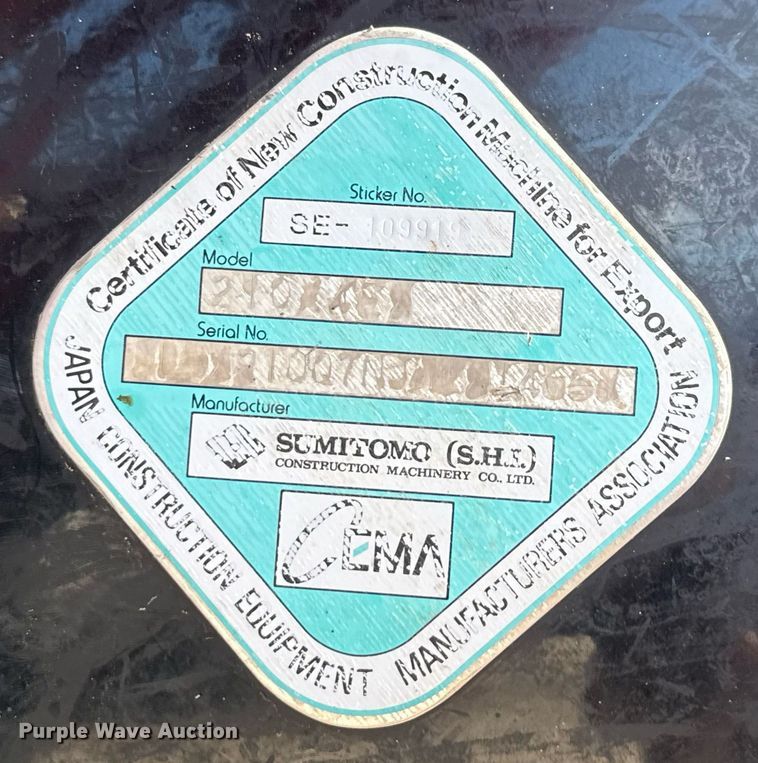 Certificate of New Construction Machine for Export
Sticker No.
SE-
Model
Serial No.
Manufacturer
SUMITOMO (S.H.I.)
CONSTRUCTION MACHINERY CO., LTD.
CEMA
JAPAN CONSTRUCTION EQUIPMENT MANUFACTURERS ASSOCIATION
Purple Wave Auction